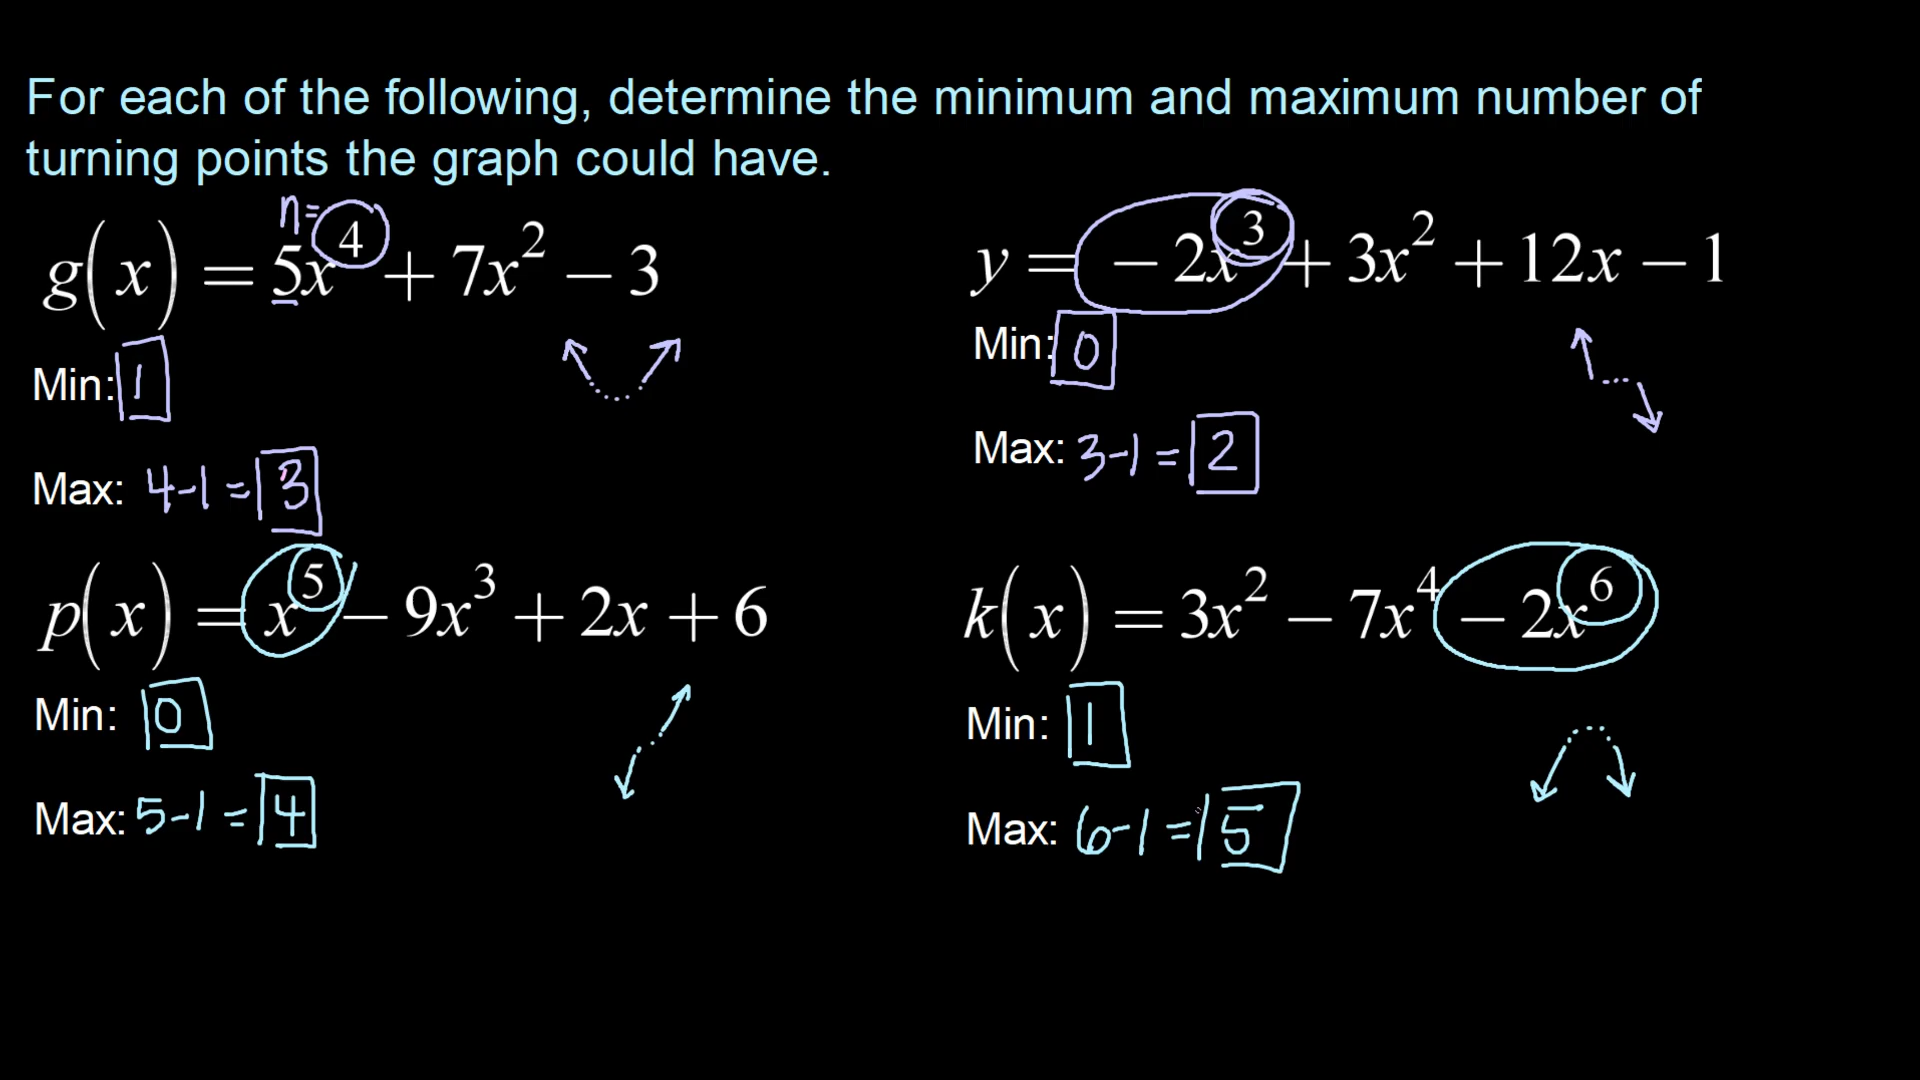 For each of the following, determine the minimum and maximum number of
turning points the graph could have.
n=
g(x) = 5x⁴ + 7x² − 3
Min: 1
Max: 4-1 = 3
y = −2x³ + 3x² + 12x − 1
Min: 0
Max: 3-1 = 2
p(x) = x⁵ − 9x³ + 2x + 6
Min: 0
Max: 5-1 = 4
k(x) = 3x² − 7x⁴ − 2x⁶
Min: 1
Max: 6-1 = 5